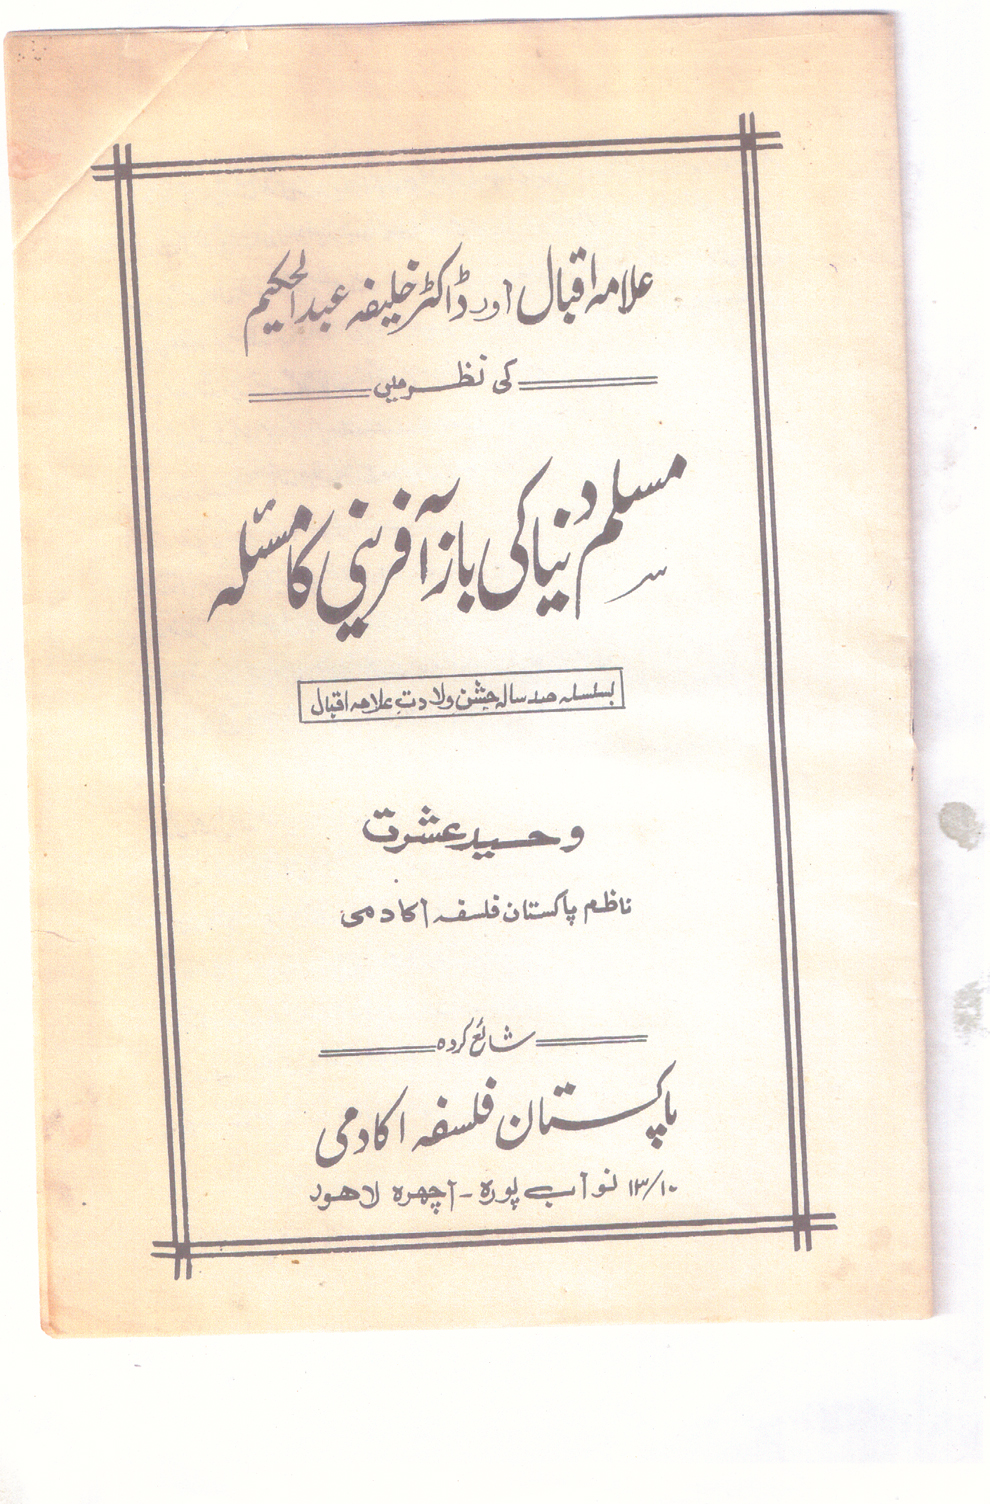 علامہ اقبال اور ڈاکٹر خلیفہ عبدالحکیم
کی نظر میں
مسلم دنیا کی باز آفرینی کا مسئلہ
بسلسلہ صد سالہ جشن ولادتِ علامہ اقبال
وحید عشرت
ناظم پاکستان فلسفہ اکادمی
شائع کردہ
پاکستان فلسفہ اکادمی
۱۳/۱۰ نواب پورہ - اچھرہ لاہور